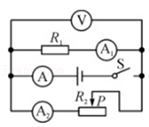 V
R₁ A₁
A S
A₂ R₂ P